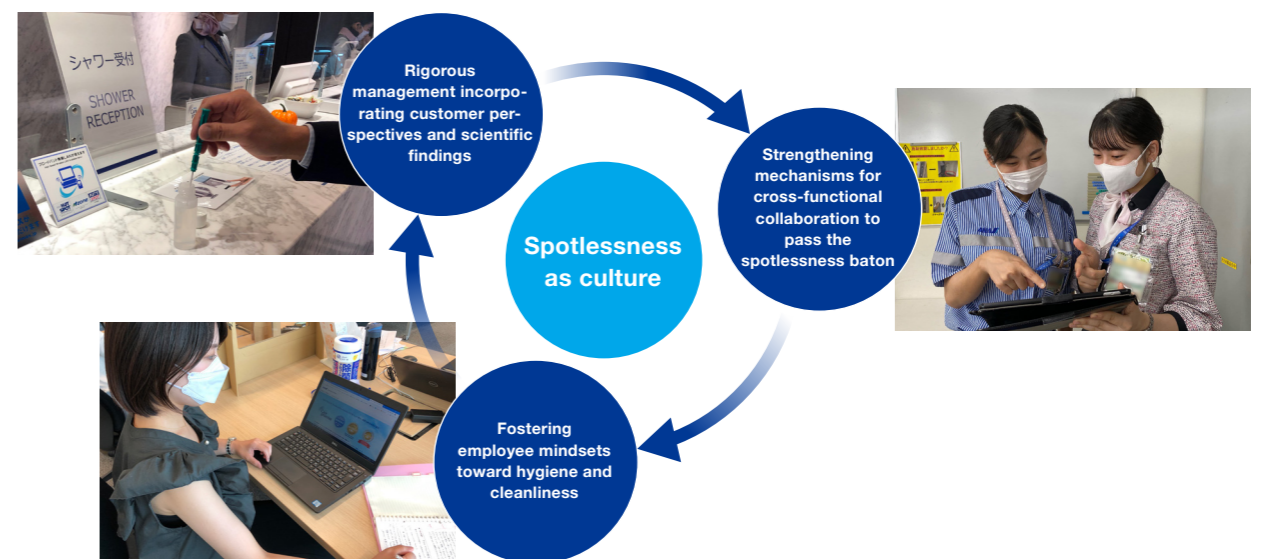 シャワー受付
SHOWER
RECEPTION
Rigorous
management incorpo-
rating customer per-
spectives and scientific
findings
Strengthening
mechanisms for
cross-functional
collaboration to
pass the
spotlessness baton
Spotlessness
as culture
Fostering
employee mindsets
toward hygiene and
cleanliness